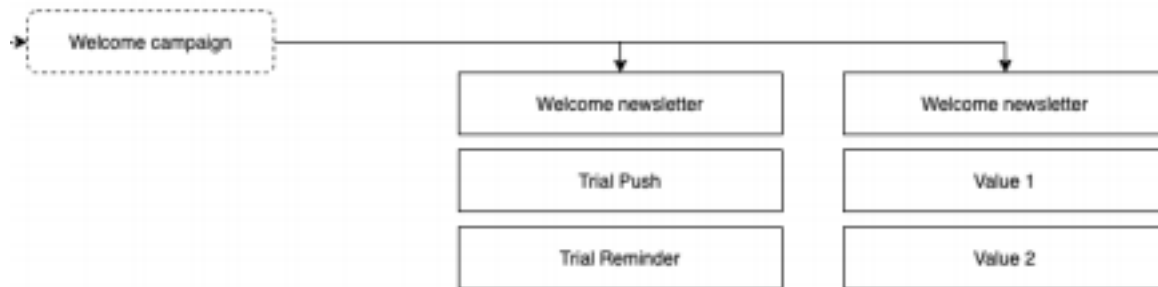 Welcome campaign
Welcome newsletter
Welcome newsletter
Trial Push
Value 1
Trial Reminder
Value 2